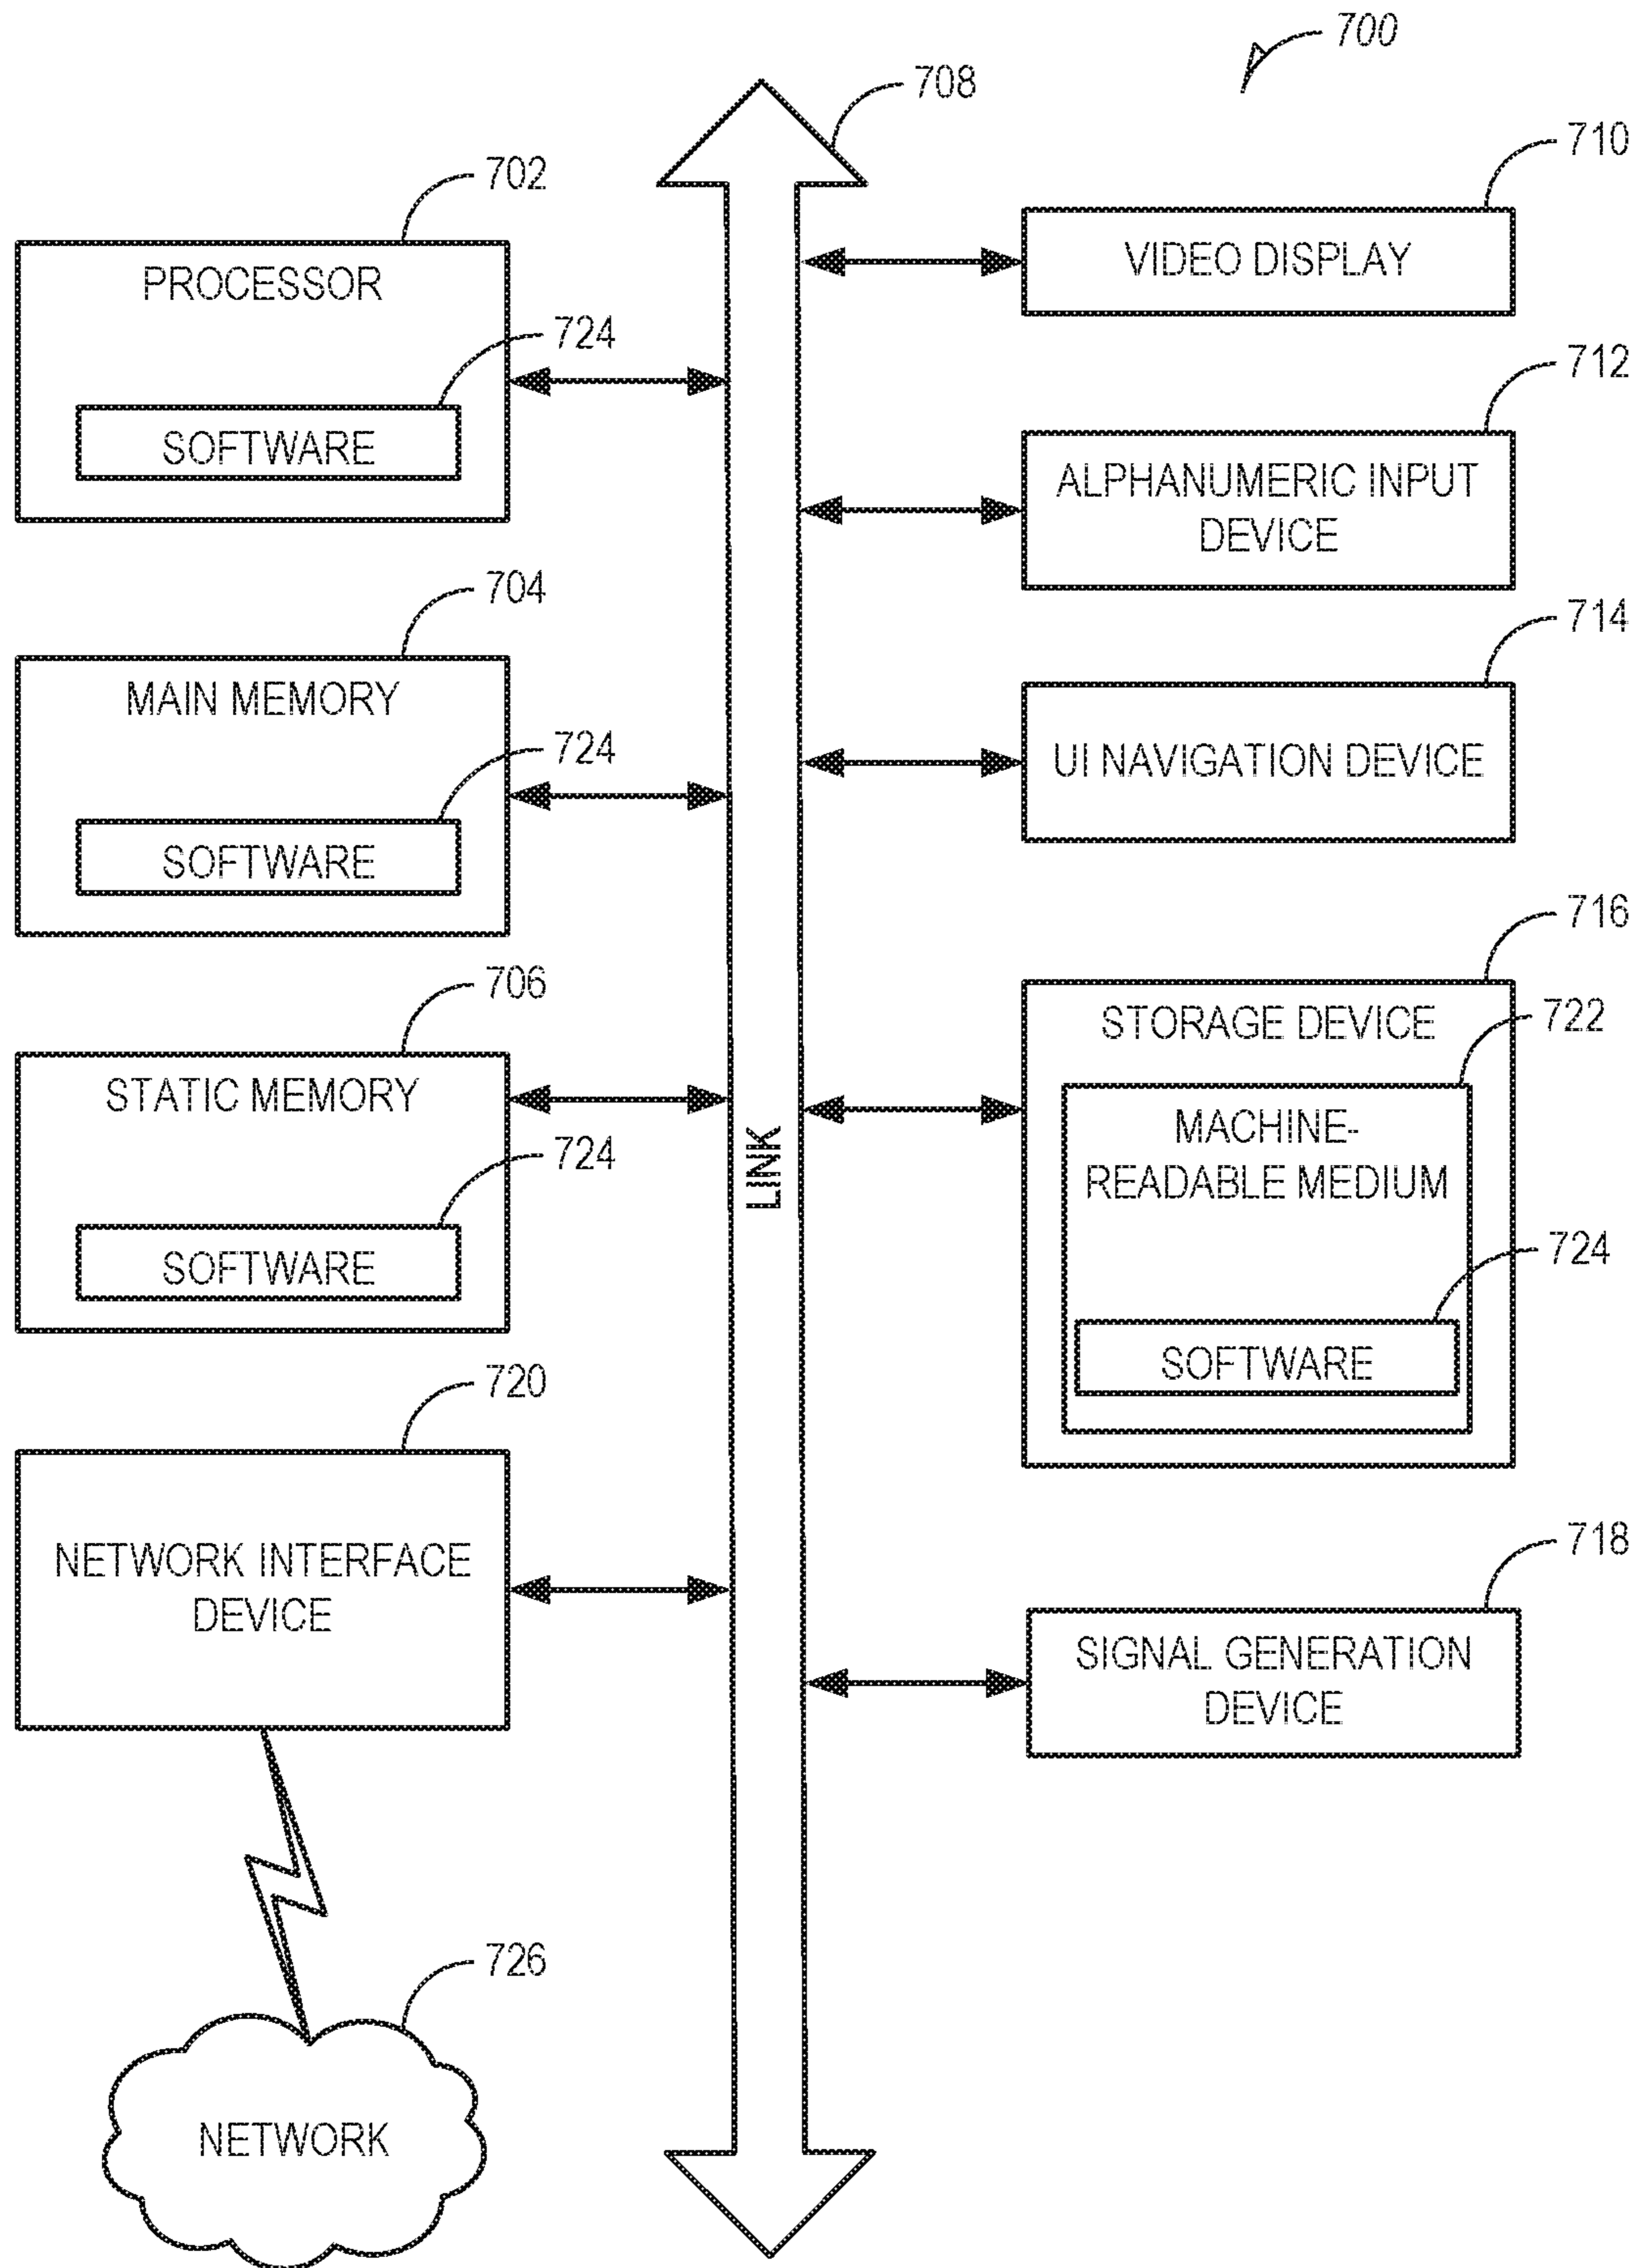 700
708
702
PROCESSOR
724
SOFTWARE
704
MAIN MEMORY
724
SOFTWARE
706
STATIC MEMORY
724
SOFTWARE
720
NETWORK INTERFACE
DEVICE
726
NETWORK
LINK
710
VIDEO DISPLAY
712
ALPHANUMERIC INPUT
DEVICE
714
UI NAVIGATION DEVICE
716
STORAGE DEVICE
722
MACHINE-
READABLE MEDIUM
724
SOFTWARE
718
SIGNAL GENERATION
DEVICE